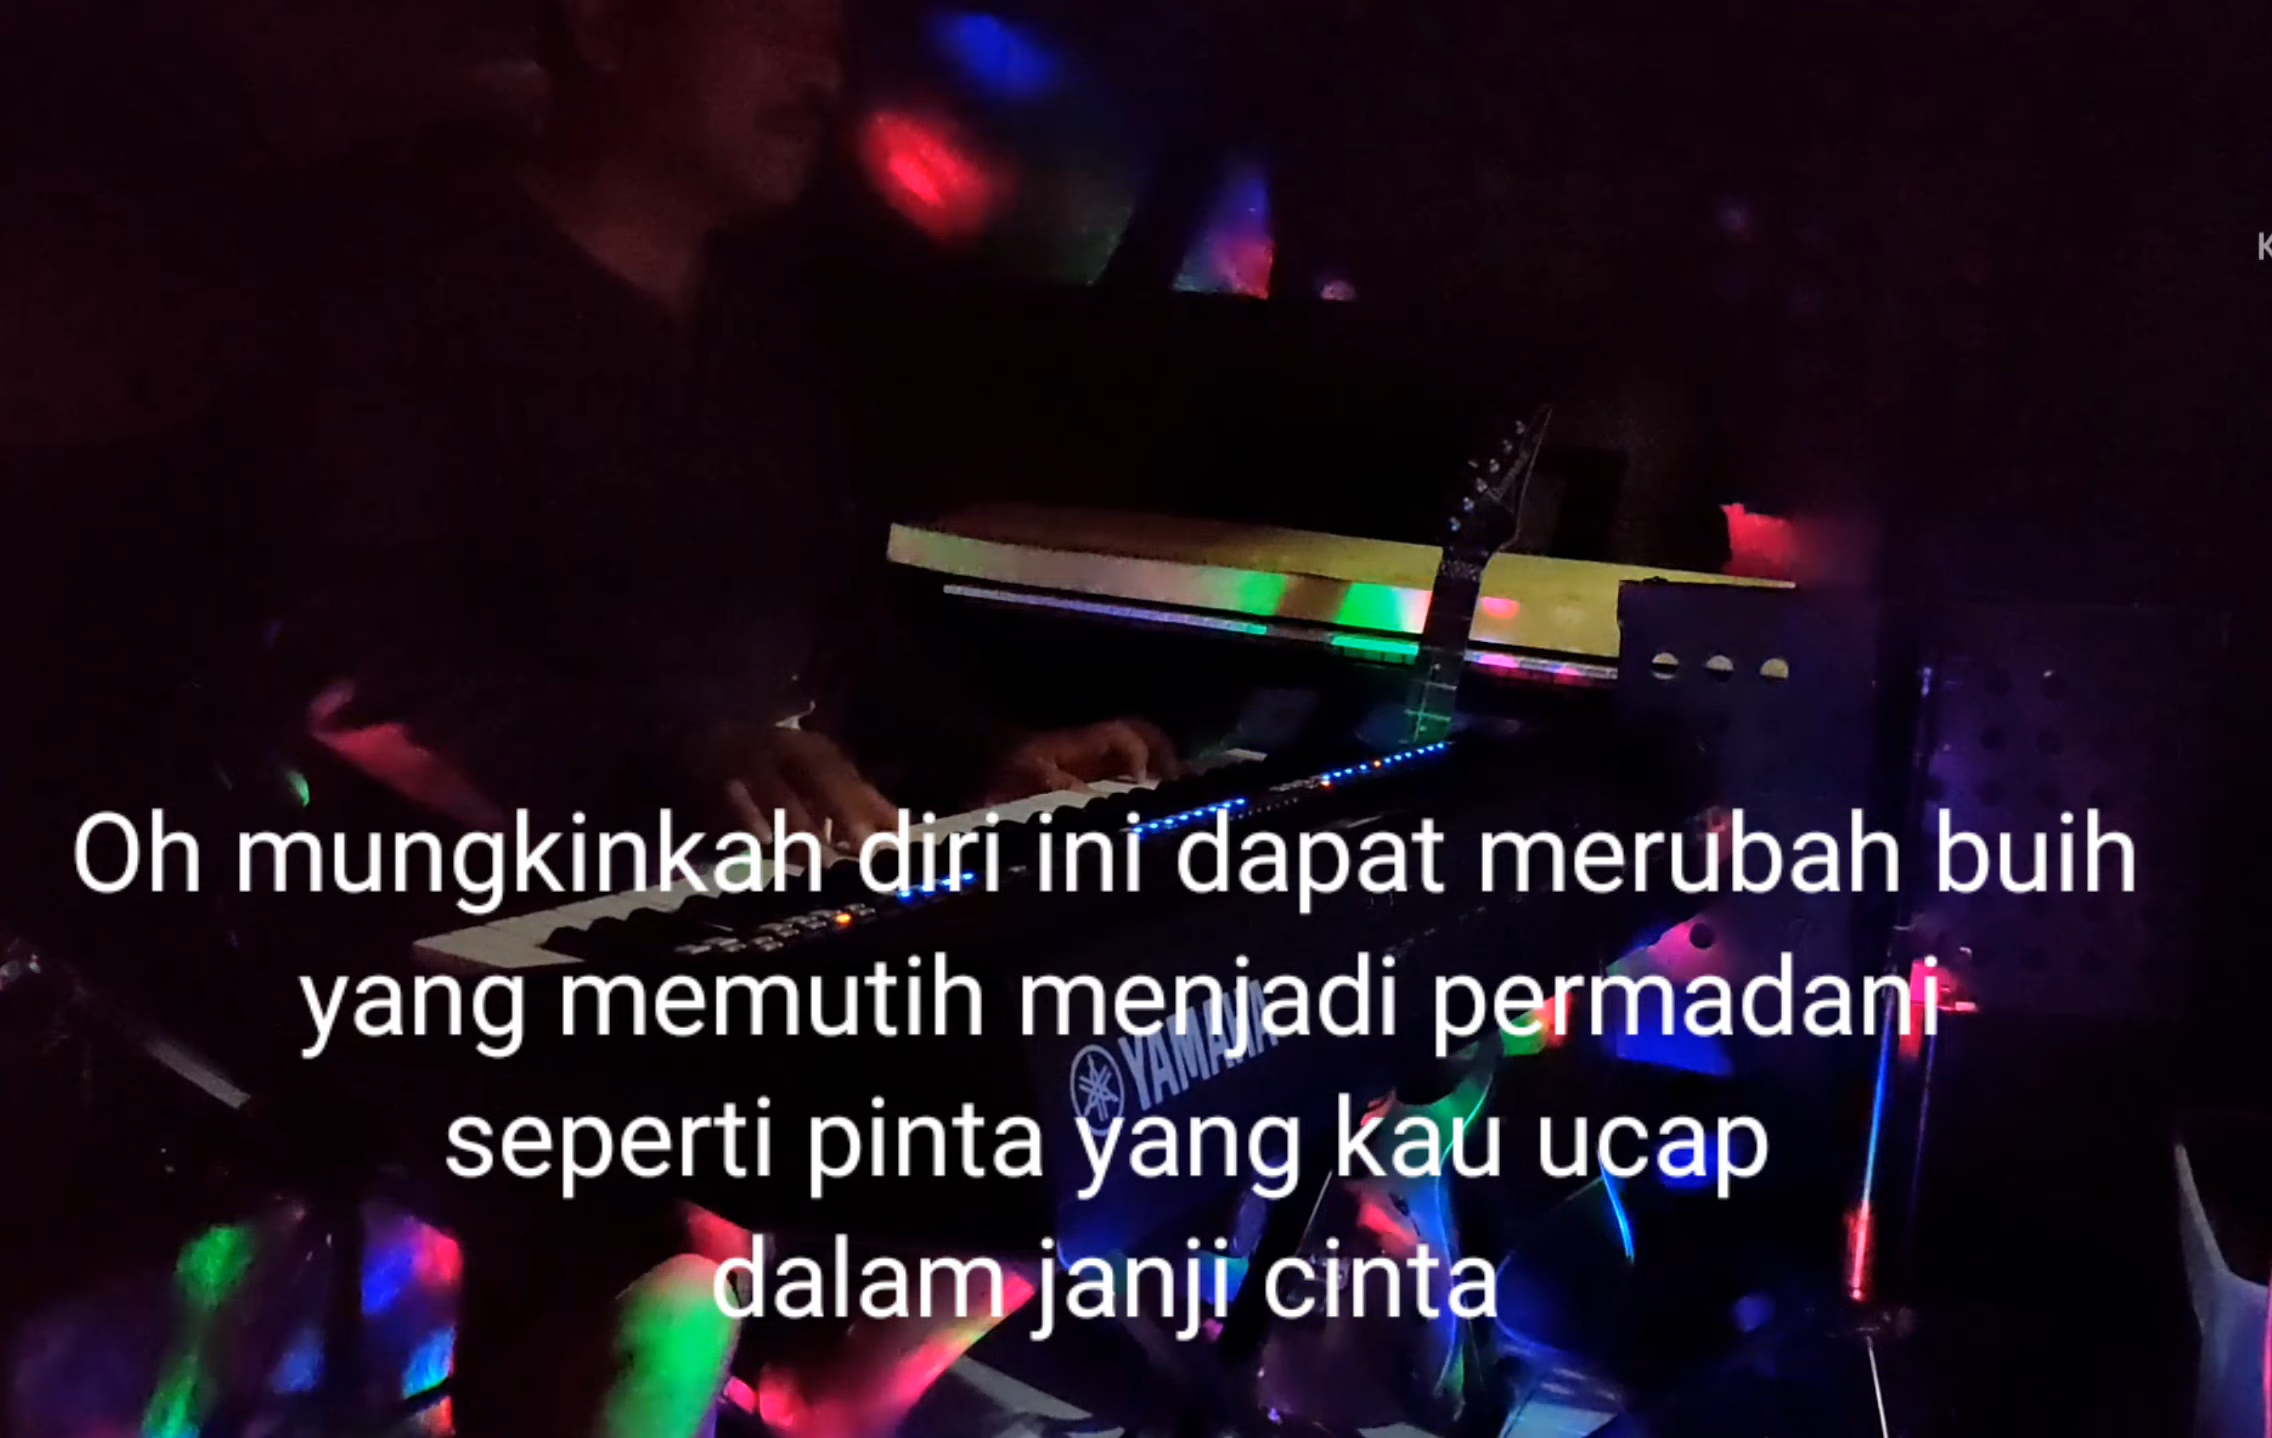 K
Oh mungkinkah diri ini dapat merubah buih
yang memutih menjadi permadani
YAMAHA
seperti pinta yang kau ucap
dalam janji cinta